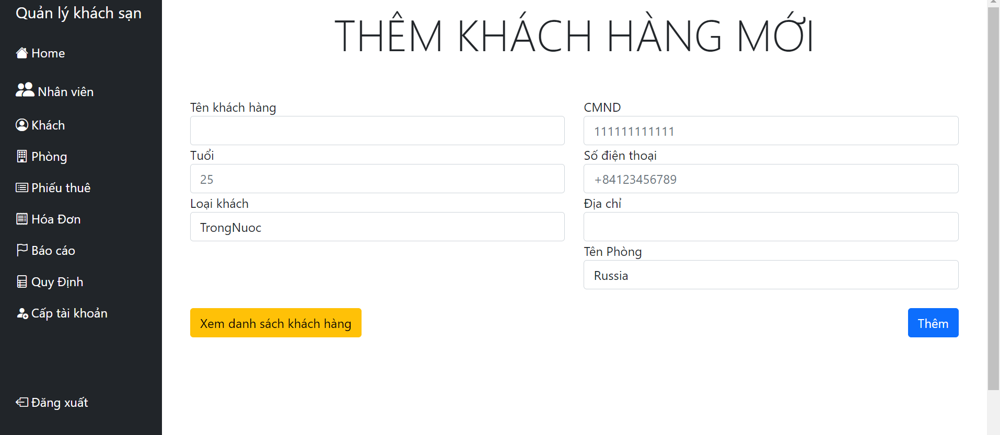 Quản lý khách sạn
Home
Nhân viên
Khách
Phòng
Phiếu thuê
Hóa Đơn
Báo cáo
Quy Định
Cấp tài khoản
Đăng xuất
THÊM KHÁCH HÀNG MỚI
Tên khách hàng
CMND
111111111111
Tuổi
Số điện thoại
25
+84123456789
Loại khách
Địa chỉ
TrongNuoc
Tên Phòng
Russia
Xem danh sách khách hàng
Thêm